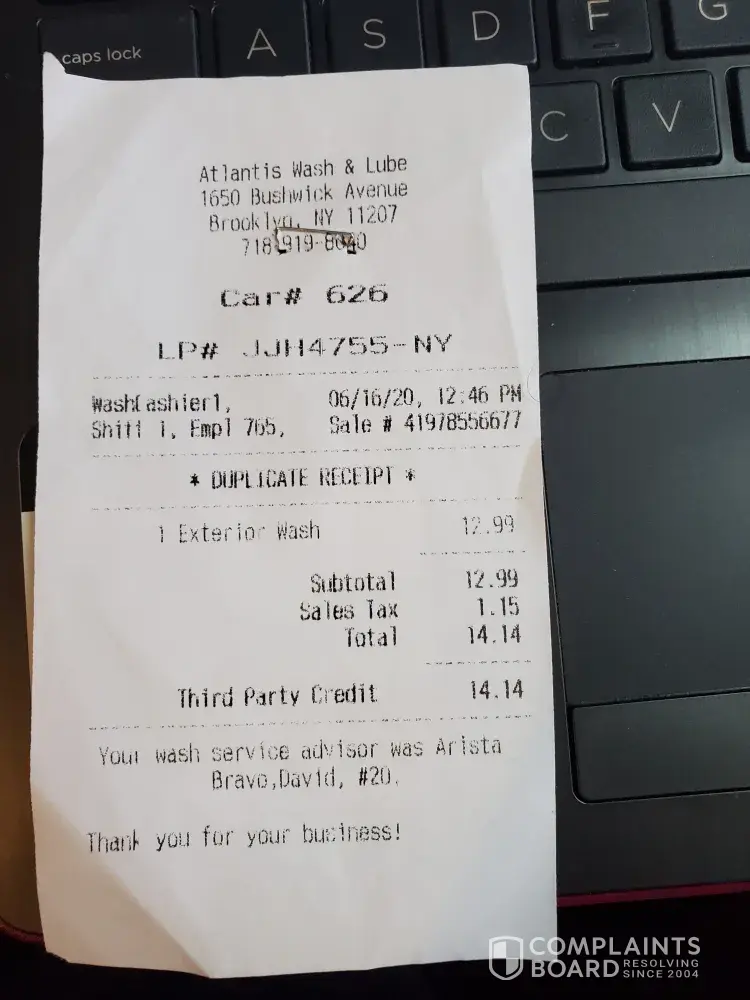 caps lock
A
S
D
F
G
C
V
Atlantis Wash & Lube
1650 Bushwick Avenue
Brooklyn, NY 11207
Car# 626
LP# JJH4755-NY
WashCashier1, 06/16/20, 12:46 PM
Shift 1, Empl 765, Sale # 41978556677
* DUPLICATE RECEIPT *
1 Exterior Wash 12.99
Subtotal 12.99
Sales Tax 1.15
Total 14.14
Third Party Credit 14.14
Your wash service advisor was Arista
Bravo,David, #20.
Thank you for your business!
COMPLAINTS
BOARD RESOLVING
SINCE 2004